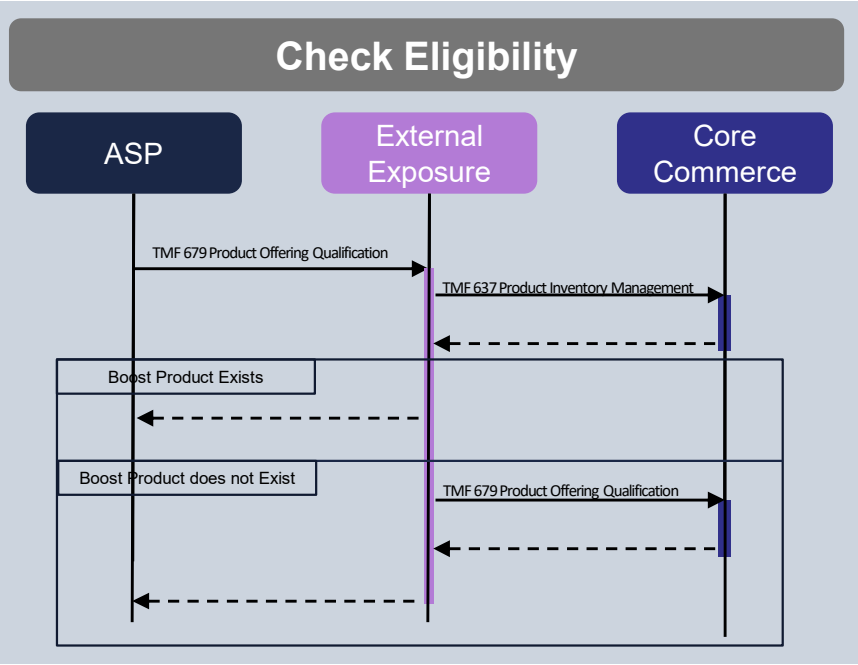 Check Eligibility
ASP
External
Exposure
Core
Commerce
TMF 679 Product Offering Qualification
TMF 637 Product Inventory Management
Boost Product Exists
Boost Product does not Exist
TMF 679 Product Offering Qualification